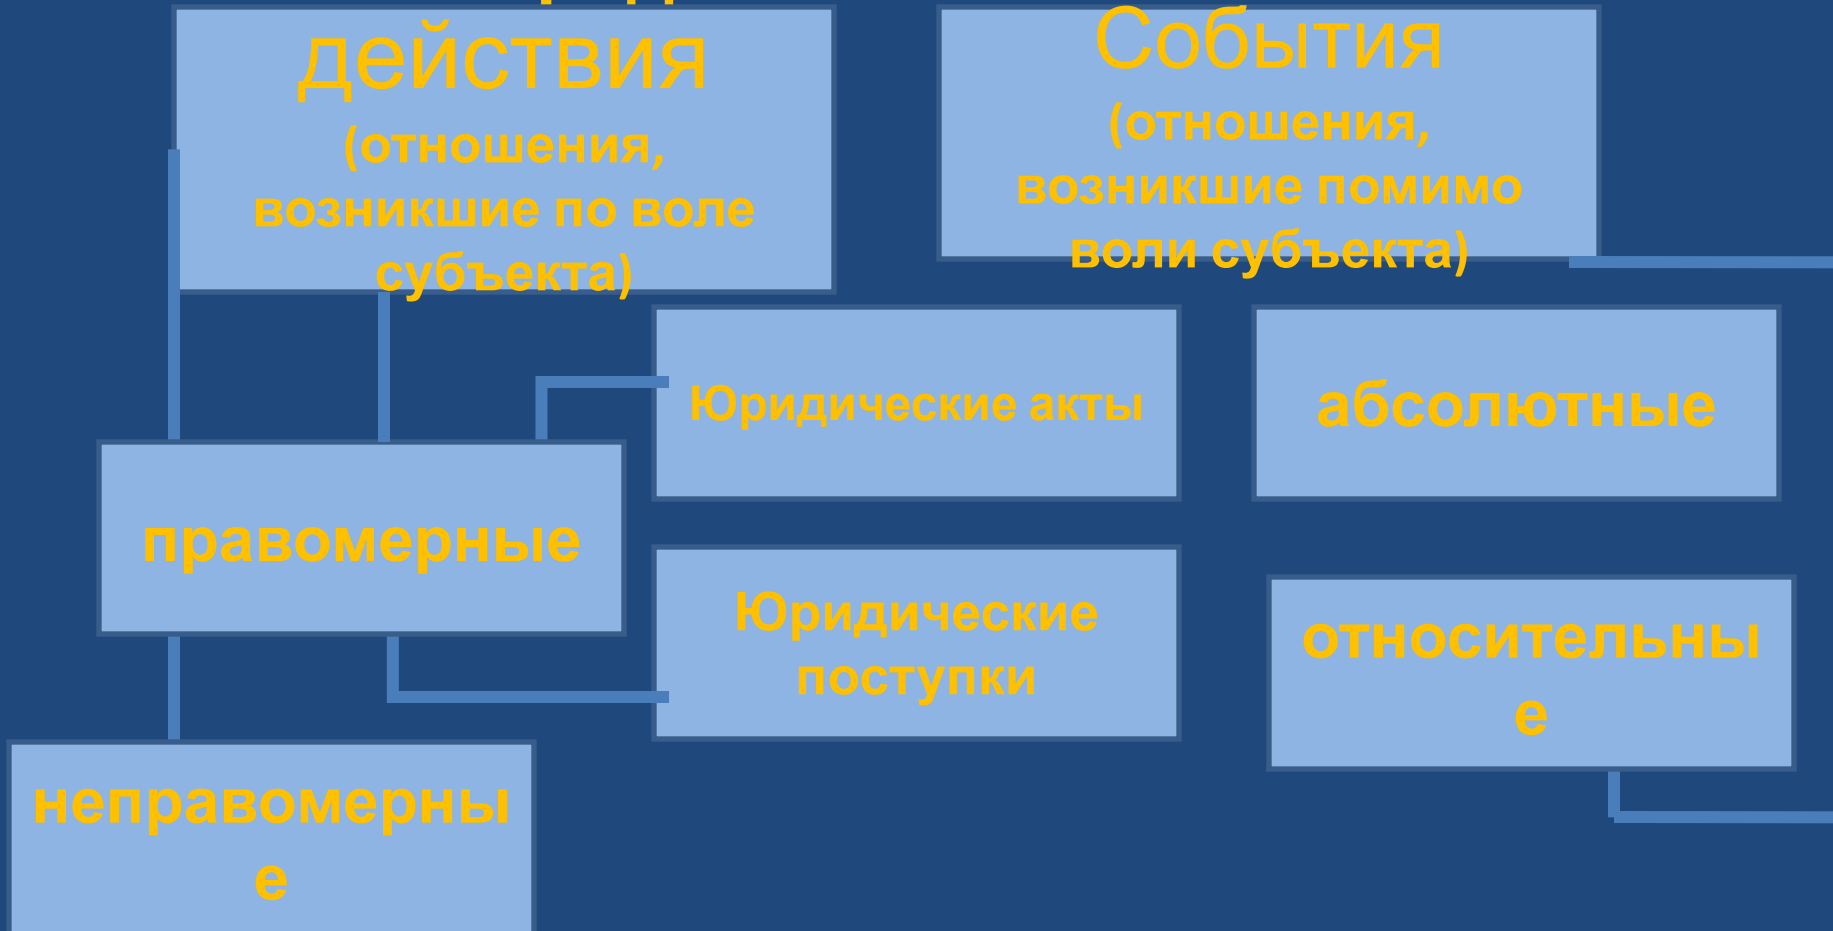 действия
(отношения,
возникшие по воле
субъекта)
События
(отношения,
возникшие помимо
воли субъекта)
Юридические акты
абсолютные
правомерные
Юридические
поступки
относительны
е
неправомерны
е